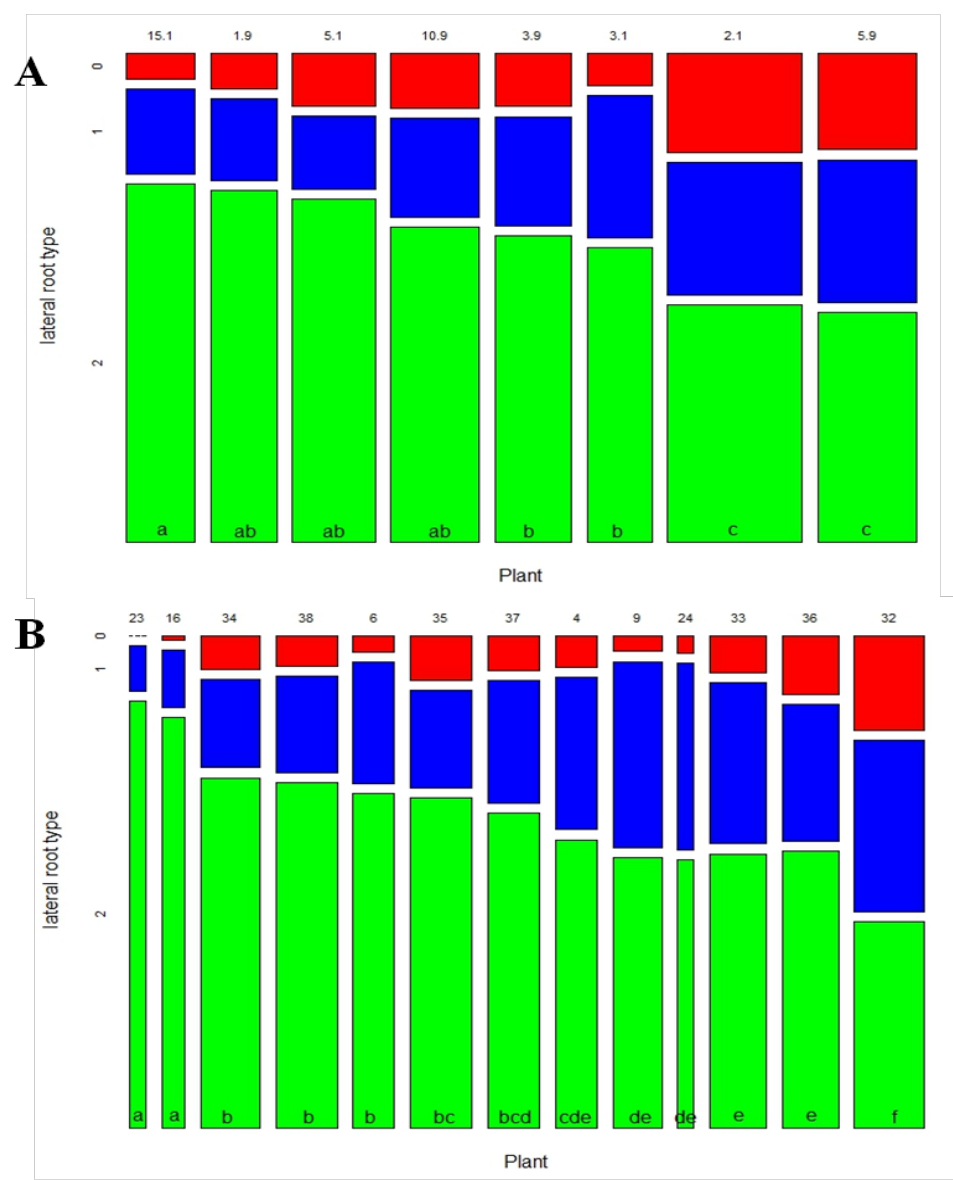 A
15.1 1.9 5.1 10.9 3.9 3.1 2.1 5.9
0
1
lateral root type
2
a ab ab ab b b c c
Plant
B
23 16 34 38 6 35 37 4 9 24 33 36 32
0
1
lateral root type
2
a a b b b bc bcd cde de de e e f
Plant